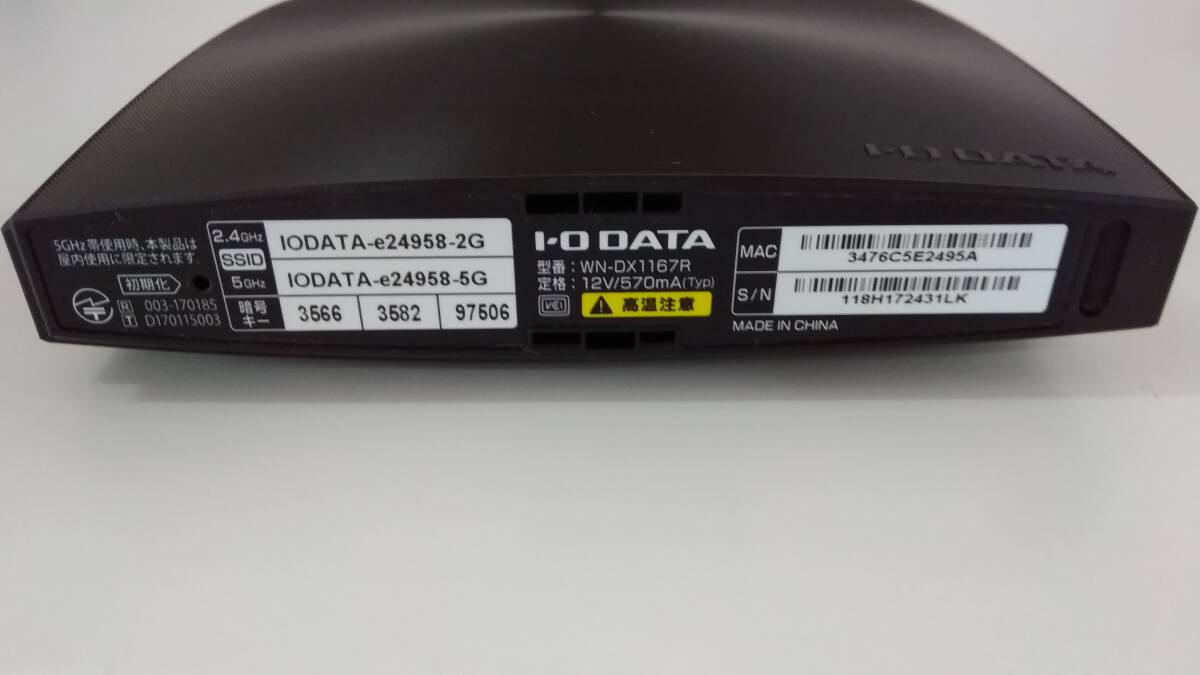 I-O DATA
5GHz帯使用時、本製品は
屋内使用に限定されます。
初期化
R 003-170185
T D170115003
2.4GHz
SSID
5GHz
IODATA-e24958-2G
IODATA-e24958-5G
暗号
キー
3566 3582 97506
I-O DATA
型番：WN-DX1167R
定格：12V/570mA(Typ)
VCCI
高温注意
MAC
3476C5E2495A
S/N
118H172431LK
MADE IN CHINA